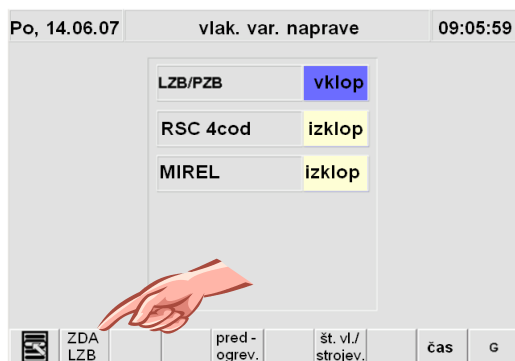 Po, 14.06.07 vlak. var. naprave 09:05:59
LZB/PZB vklop
RSC 4cod izklop
MIREL izklop
ZDA pred- št. vl./
LZB ogrev. strojev. čas G